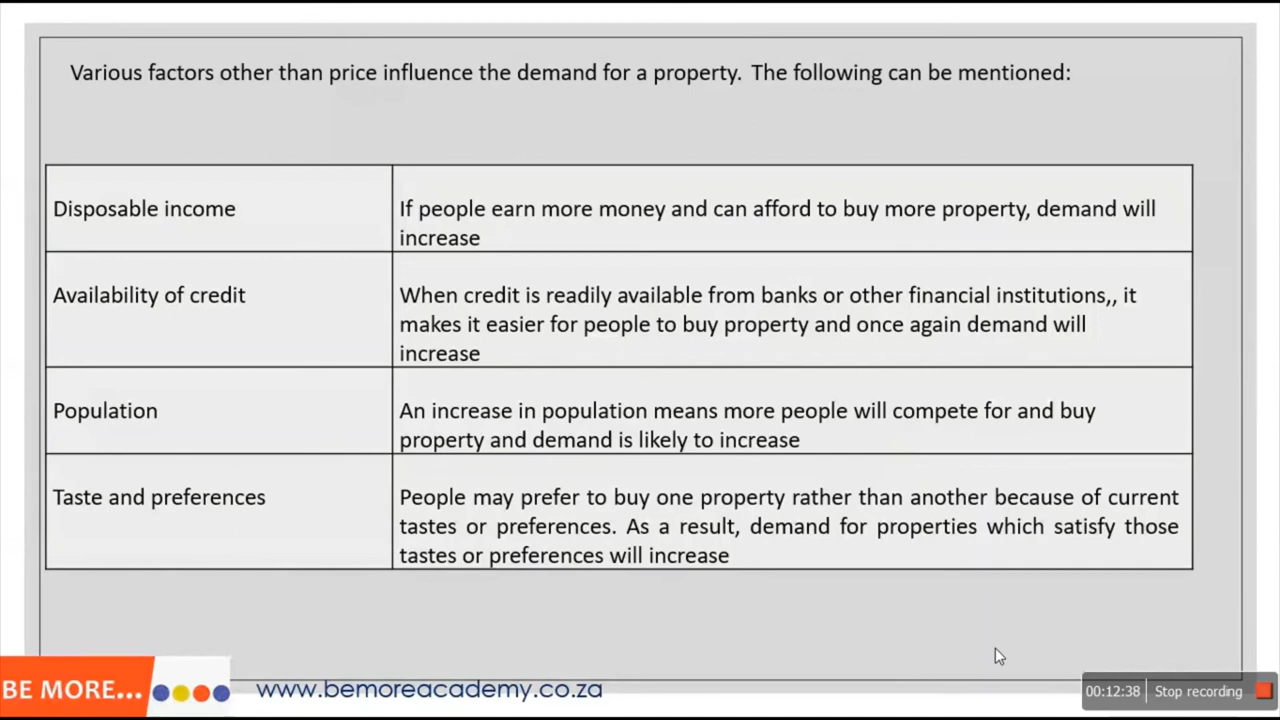 Various factors other than price influence the demand for a property. The following can be mentioned:
Disposable income
If people earn more money and can afford to buy more property, demand will
increase
Availability of credit
When credit is readily available from banks or other financial institutions,, it
makes it easier for people to buy property and once again demand will
increase
Population
An increase in population means more people will compete for and buy
property and demand is likely to increase
Taste and preferences
People may prefer to buy one property rather than another because of current
tastes or preferences. As a result, demand for properties which satisfy those
tastes or preferences will increase
BE MORE...
www.bemoreacademy.co.za
00:12:38 Stop recording